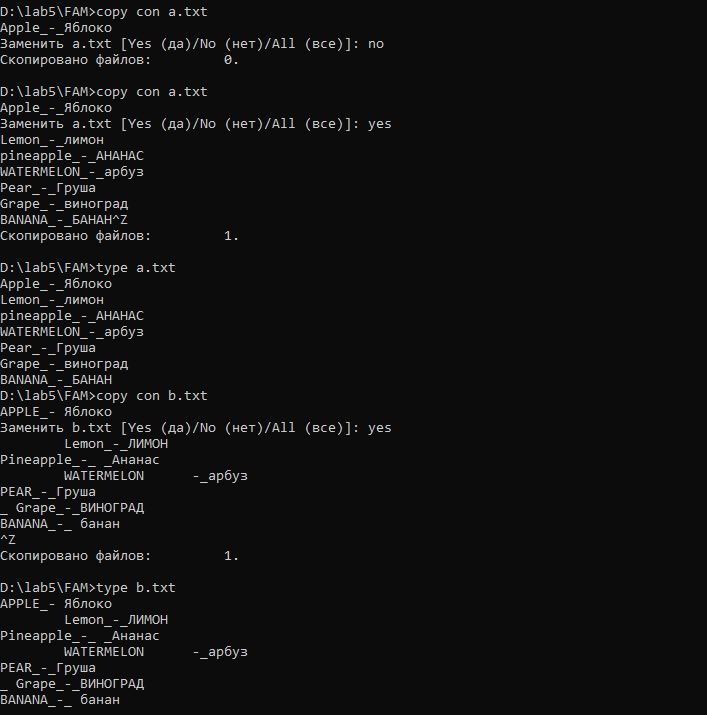 D:\lab5\FAM>copy con a.txt
Apple_-_Яблоко
Заменить a.txt [Yes (да)/No (нет)/All (все)]: no
Скопировано файлов:         0.
D:\lab5\FAM>copy con a.txt
Apple_-_Яблоко
Заменить a.txt [Yes (да)/No (нет)/All (все)]: yes
Lemon_-_лимон
pineapple_-_АНАНАС
WATERMELON_-_арбуз
Pear_-_Груша
Grape_-_виноград
BANANA_-_БАНАН^Z
Скопировано файлов:         1.
D:\lab5\FAM>type a.txt
Apple_-_Яблоко
Lemon_-_лимон
pineapple_-_АНАНАС
WATERMELON_-_арбуз
Pear_-_Груша
Grape_-_виноград
BANANA_-_БАНАН
D:\lab5\FAM>copy con b.txt
APPLE_- Яблоко
Заменить b.txt [Yes (да)/No (нет)/All (все)]: yes
        Lemon_-_ЛИМОН
Pineapple_-_ _Ананас
        WATERMELON      -_арбуз
PEAR_-_Груша
_ Grape_-_ВИНОГРАД
BANANA_-_ банан
^Z
Скопировано файлов:         1.
D:\lab5\FAM>type b.txt
APPLE_- Яблоко
        Lemon_-_ЛИМОН
Pineapple_-_ _Ананас
        WATERMELON      -_арбуз
PEAR_-_Груша
_ Grape_-_ВИНОГРАД
BANANA_-_ банан